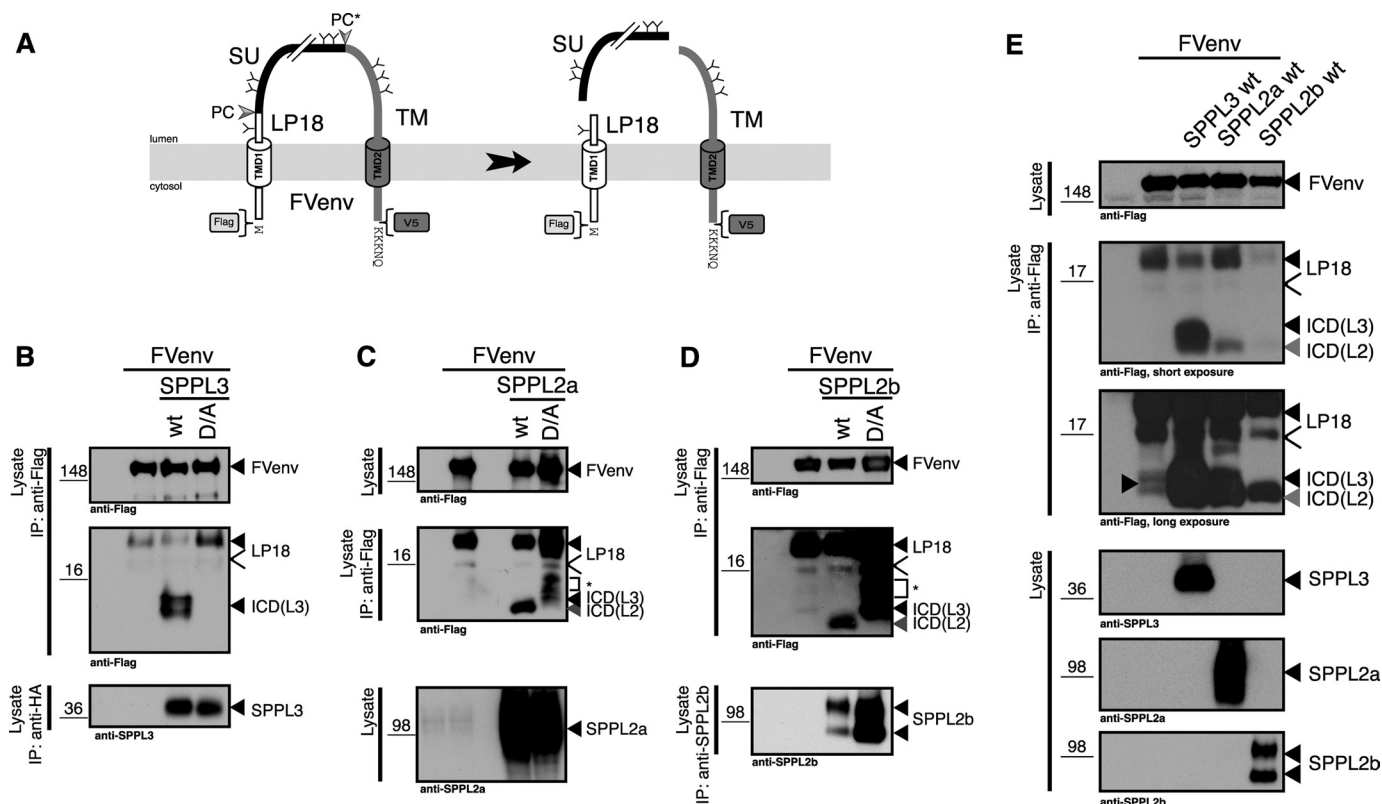 A
PC*
SU
PC
LP18
TM
lumen
cytosol
TMD1
TMD2
FVenv
Flag
M
KKKNQ
V5
LP18
TM
TMD1
TMD2
Flag
M
KKKNQ
V5
B
FVenv
SPPL3
wt
D/A
Lysate
IP: anti-Flag
148
FVenv
anti-Flag
16
LP18
ICD(L3)
anti-Flag
Lysate
IP: anti-HA
36
SPPL3
anti-SPPL3
C
FVenv
SPPL2a
wt
D/A
Lysate
148
FVenv
anti-Flag
Lysate
IP: anti-Flag
16
LP18
*
ICD(L3)
ICD(L2)
anti-Flag
Lysate
98
SPPL2a
anti-SPPL2a
D
FVenv
SPPL2b
wt
D/A
Lysate
IP: anti-Flag
148
FVenv
anti-Flag
16
LP18
*
ICD(L3)
ICD(L2)
anti-Flag
Lysate
IP: anti-SPPL2b
98
SPPL2b
anti-SPPL2b
E
FVenv
SPPL3 wt
SPPL2a wt
SPPL2b wt
Lysate
148
FVenv
anti-Flag
Lysate
IP: anti-Flag
17
LP18
ICD(L3)
ICD(L2)
anti-Flag, short exposure
17
LP18
ICD(L3)
ICD(L2)
anti-Flag, long exposure
Lysate
36
SPPL3
anti-SPPL3
98
SPPL2a
anti-SPPL2a
98
SPPL2b
anti-SPPL2b